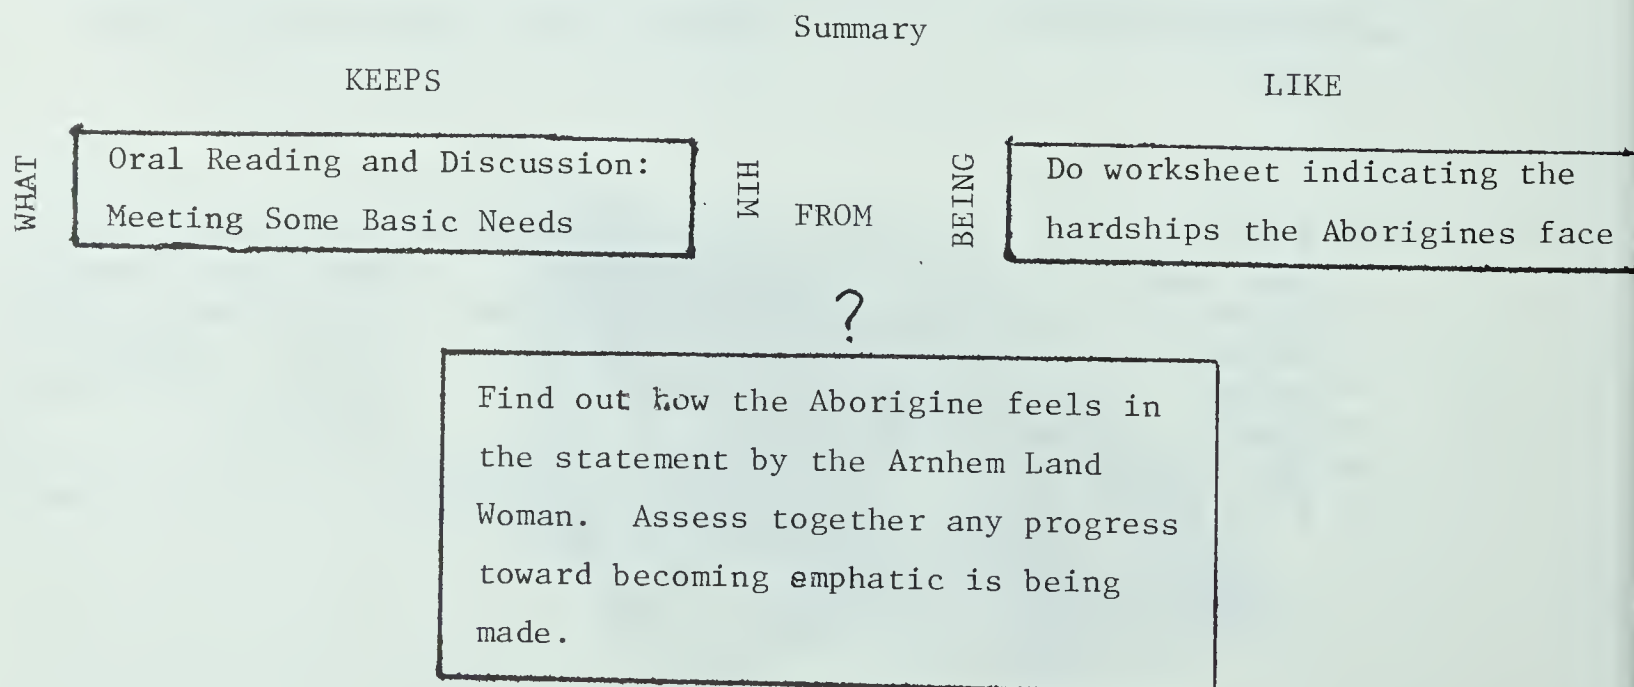 Summary
KEEPS
LIKE
WHAT
Oral Reading and Discussion:
Meeting Some Basic Needs
HIM
FROM
BEING
Do worksheet indicating the
hardships the Aborigines face
?
Find out how the Aborigine feels in
the statement by the Arnhem Land
Woman. Assess together any progress
toward becoming emphatic is being
made.